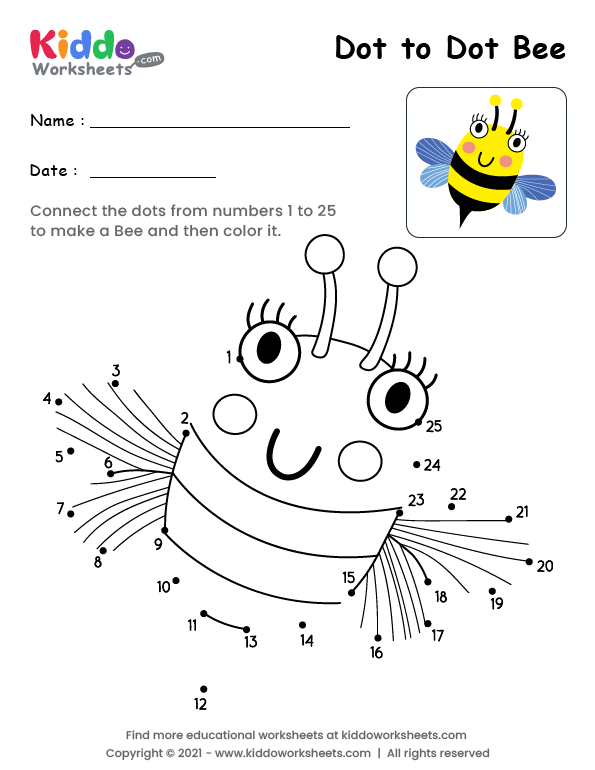 Kiddo
Worksheets .com
Dot to Dot Bee
Name :
Date :
Connect the dots from numbers 1 to 25
to make a Bee and then color it.
1
3
4
2
25
5
6
24
7
23
22
21
9
8
15
20
10
18
19
11
13
14
17
16
12
Find more educational worksheets at kiddoworksheets.com
Copyright © 2021 - www.kiddoworksheets.com | All rights reserved